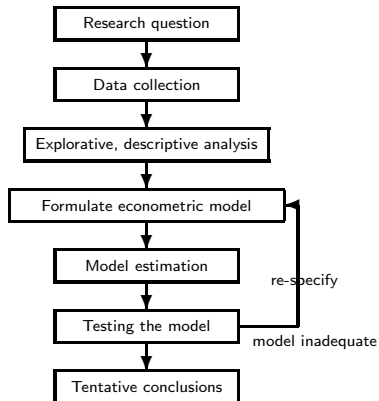 Research question
Data collection
Explorative, descriptive analysis
Formulate econometric model
Model estimation
re-specify
Testing the model
model inadequate
Tentative conclusions